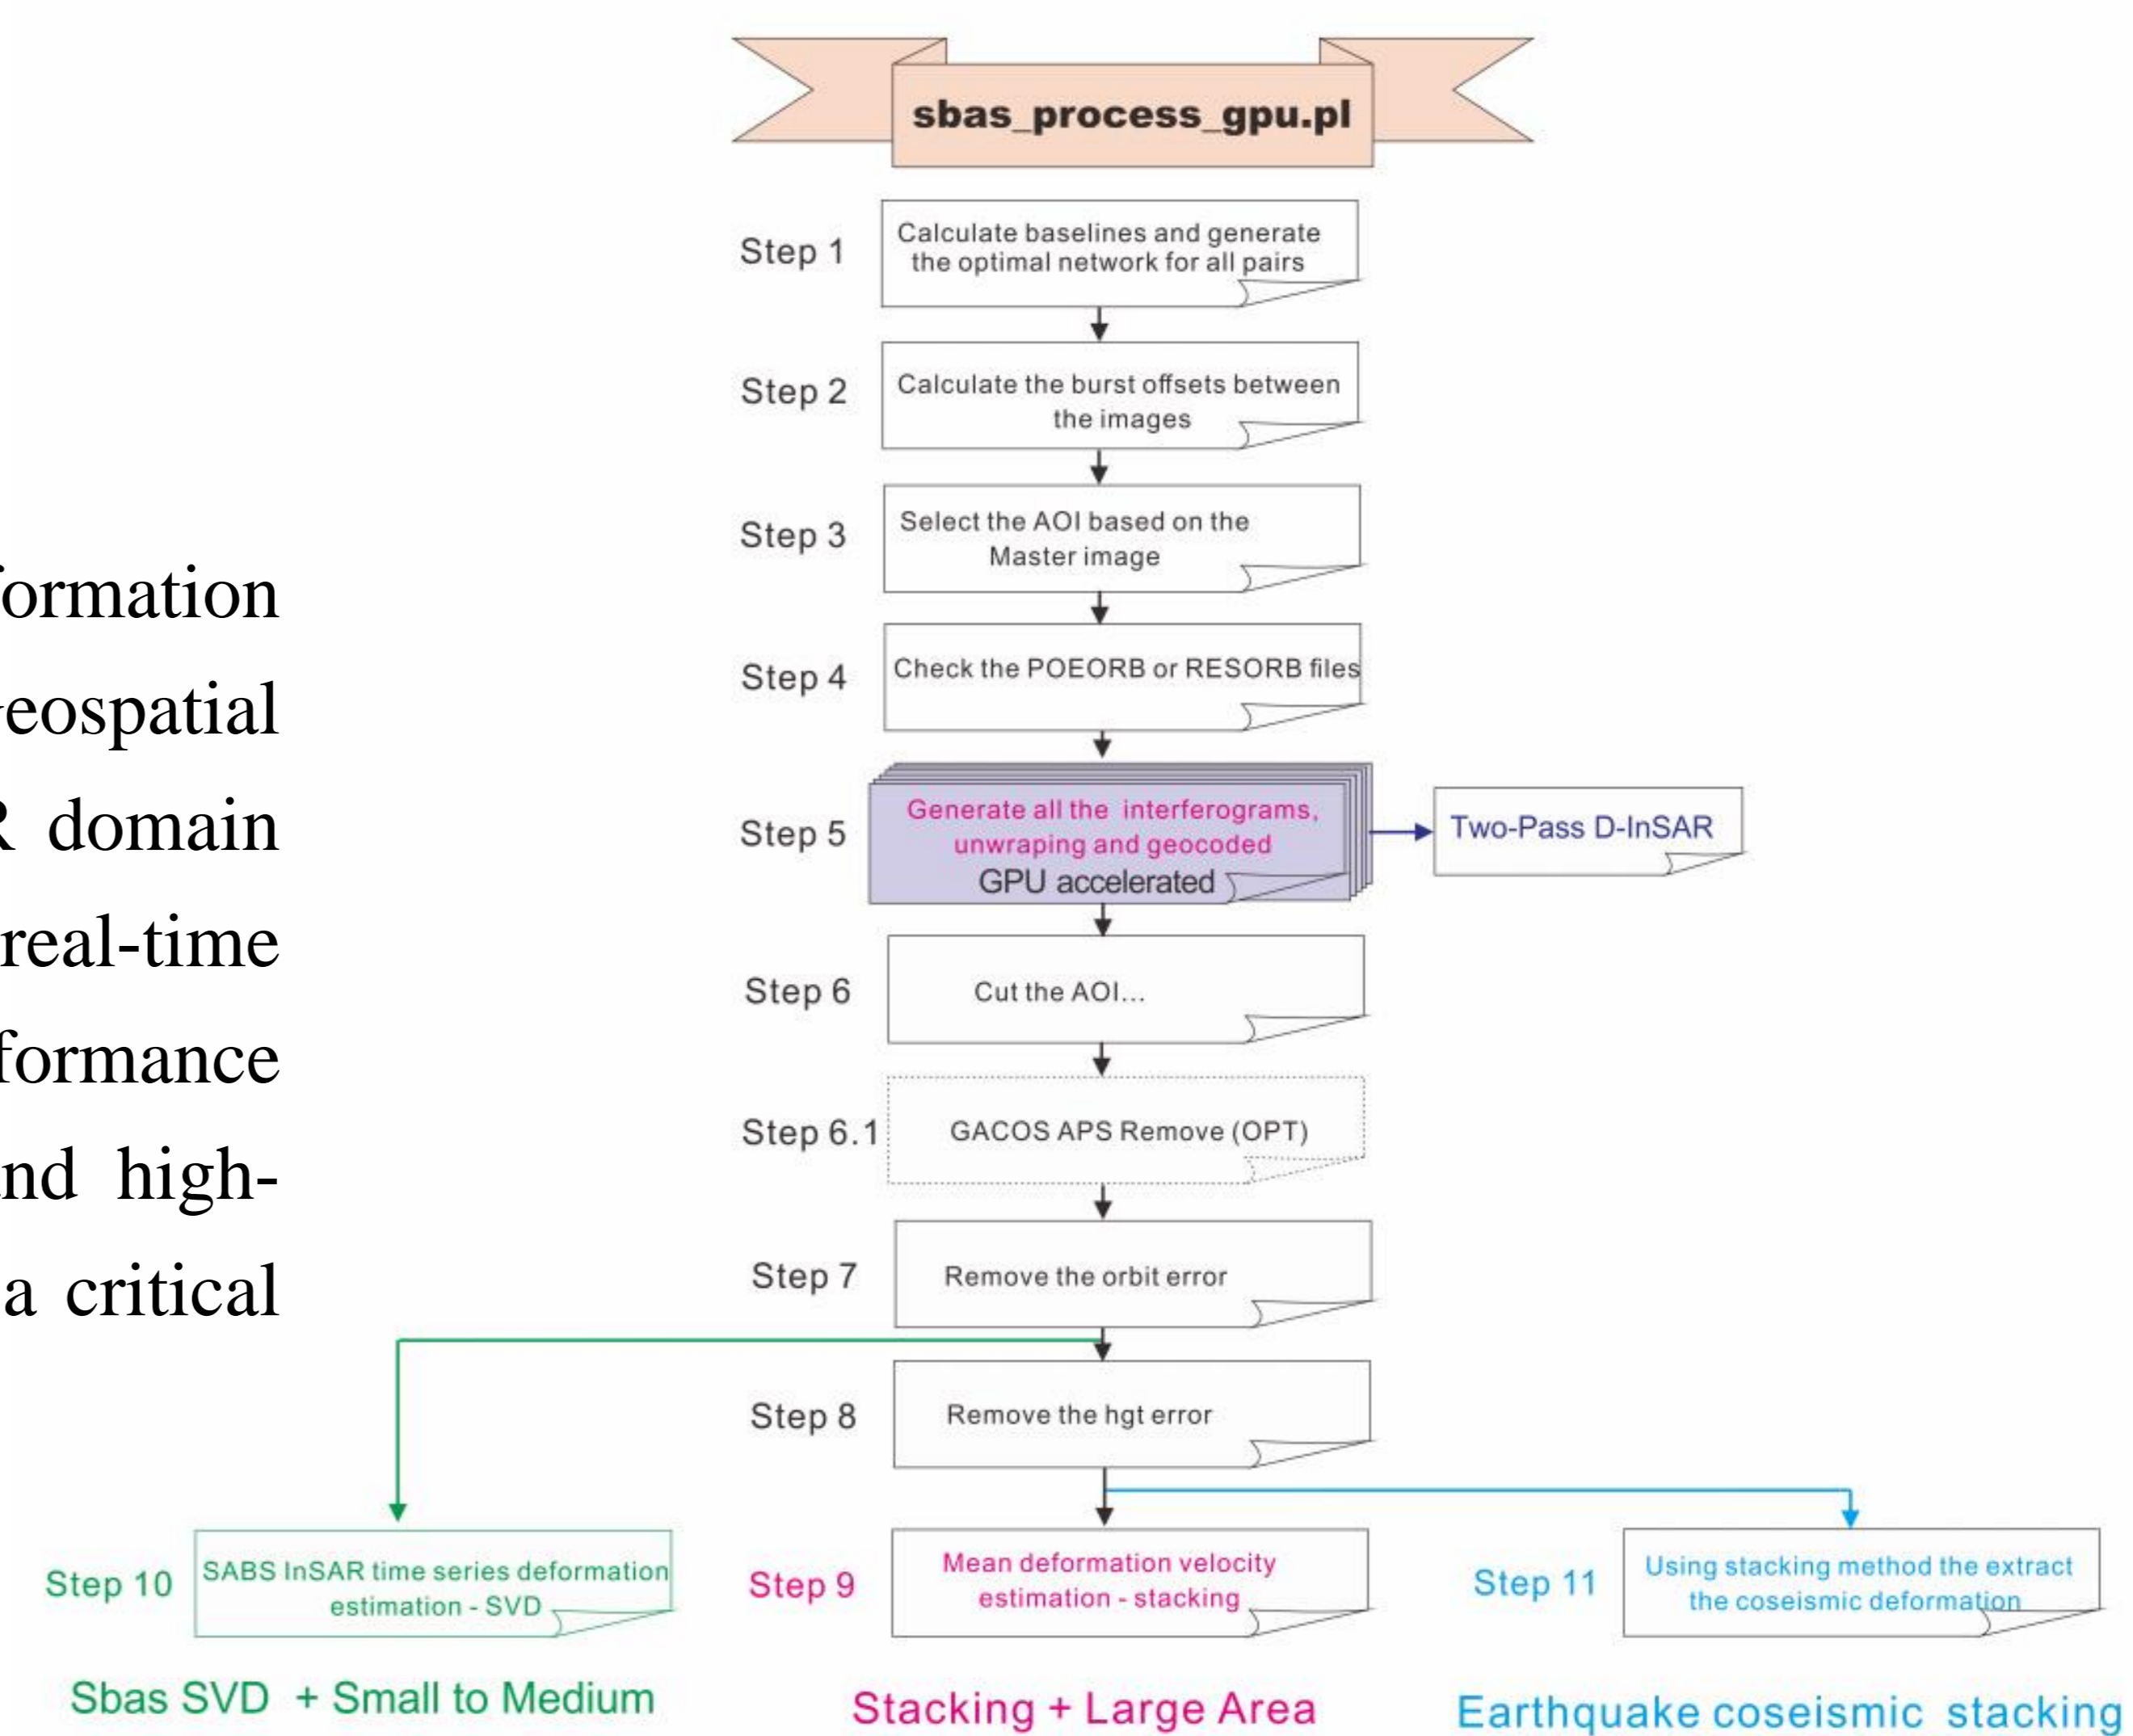 sbas_process_gpu.pl
Step 1
Calculate baselines and generate
the optimal network for all pairs
Step 2
Calculate the burst offsets between
the images
Step 3
Select the AOI based on the
Master image
Step 4
Check the POEORB or RESORB files
Step 5
Generate all the interferograms,
unwraping and geocoded
GPU accelerated
Two-Pass D-InSAR
Step 6
Cut the AOI...
Step 6.1
GACOS APS Remove (OPT)
Step 7
Remove the orbit error
Step 8
Remove the hgt error
Step 10
SABS InSAR time series deformation
estimation - SVD
Step 9
Mean deformation velocity
estimation - stacking
Step 11
Using stacking method the extract
the coseismic deformation
Sbas SVD + Small to Medium
Stacking + Large Area
Earthquake coseismic stacking
formation
eospatial
domain
real-time
formance
nd high-
a critical